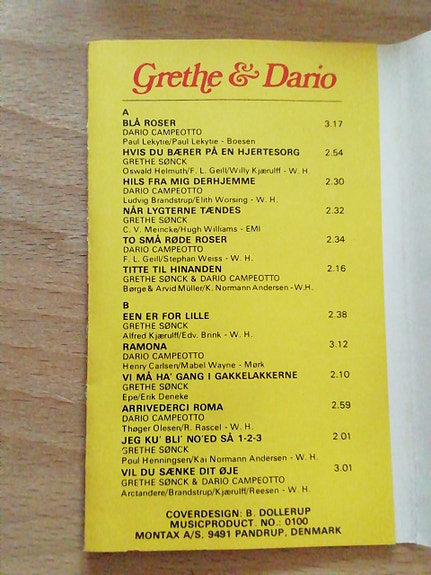 Grethe & Dario
A
BLÅ ROSER 3.17
DARIO CAMPEOTTO
Paul Lekytie/Paul Lekytie - Boesen
HVIS DU BÆRER PÅ EN HJERTESORG 2.54
GRETHE SØNCK
Oswald Helmuth/F. L. Geill/Willy Kjærulff - W. H.
HILS FRA MIG DERHJEMME 2.30
DARIO CAMPEOTTO
Ludvig Brandstrup/Elith Worsing - W. H.
NÅR LYGTERNE TÆNDES 2.32
GRETHE SØNCK
C. V. Meincke/Hugh Williams - EMI
TO SMÅ RØDE ROSER 2.34
DARIO CAMPEOTTO
F. L. Geill/Stephan Weiss - W. H.
TITTE TIL HINANDEN 2.16
GRETHE SØNCK & DARIO CAMPEOTTO
Børge & Arvid Müller/K. Normann Andersen - W.H.
B
EEN ER FOR LILLE 2.38
GRETHE SØNCK
Alfred Kjærulff/Edv. Brink - W. H.
RAMONA 3.12
DARIO CAMPEOTTO
Henry Carlsen/Mabel Wayne - Mørk
VI MÅ HA' GANG I GAKKELAKKERNE 2.10
GRETHE SØNCK
Epe/Erik Deneke
ARRIVEDERCI ROMA 2.59
DARIO CAMPEOTTO
Thøger Olesen/R. Rascel - W. H.
JEG KU' BLI' NO'ED SÅ 1-2-3 2.01
GRETHE SØNCK
Poul Henningsen/Kai Normann Andersen - W. H.
VIL DU SÆNKE DIT ØJE 3.01
GRETHE SØNCK & DARIO CAMPEOTTO
Arctandere/Brandstrup/Kjærulff/Reesen - W. H.
COVERDESIGN: B. DOLLERUP
MUSICPRODUCT. NO.: 0100
MONTAX A/S, 9491 PANDRUP, DENMARK